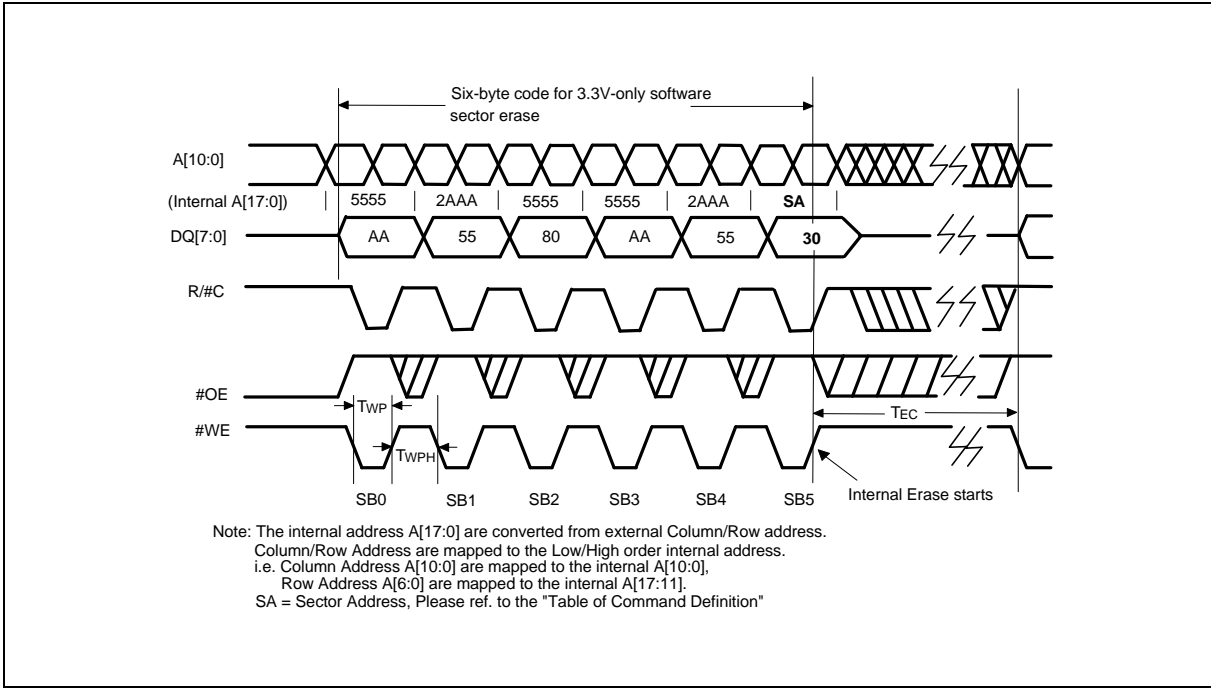 Six-byte code for 3.3V-only software
sector erase
A[10:0]
(Internal A[17:0])
5555 2AAA 5555 5555 2AAA SA
DQ[7:0]
AA 55 80 AA 55 30
R/#C
#OE
TWP
TEC
#WE
TWPH
SB0 SB1 SB2 SB3 SB4 SB5
Internal Erase starts
Note: The internal address A[17:0] are converted from external Column/Row address.
Column/Row Address are mapped to the Low/High order internal address.
i.e. Column Address A[10:0] are mapped to the internal A[10:0],
Row Address A[6:0] are mapped to the internal A[17:11].
SA = Sector Address, Please ref. to the "Table of Command Definition"